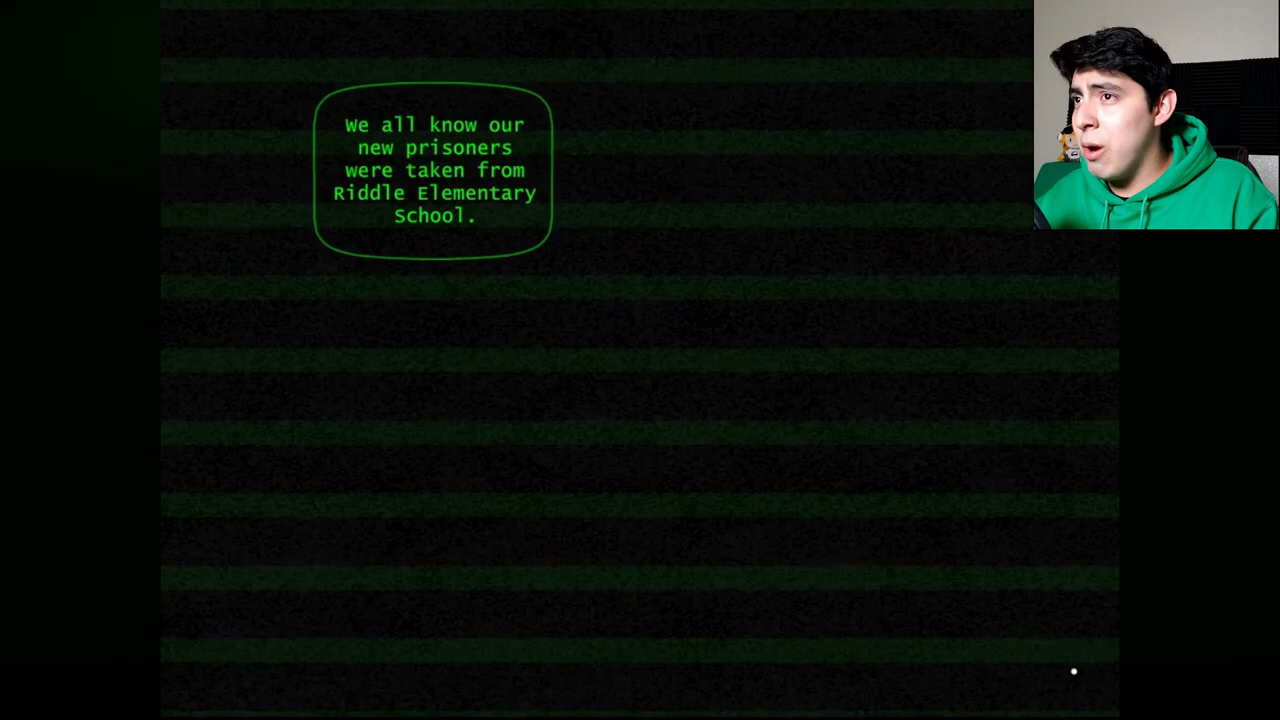 We all know our
new prisoners
were taken from
Riddle Elementary
School.